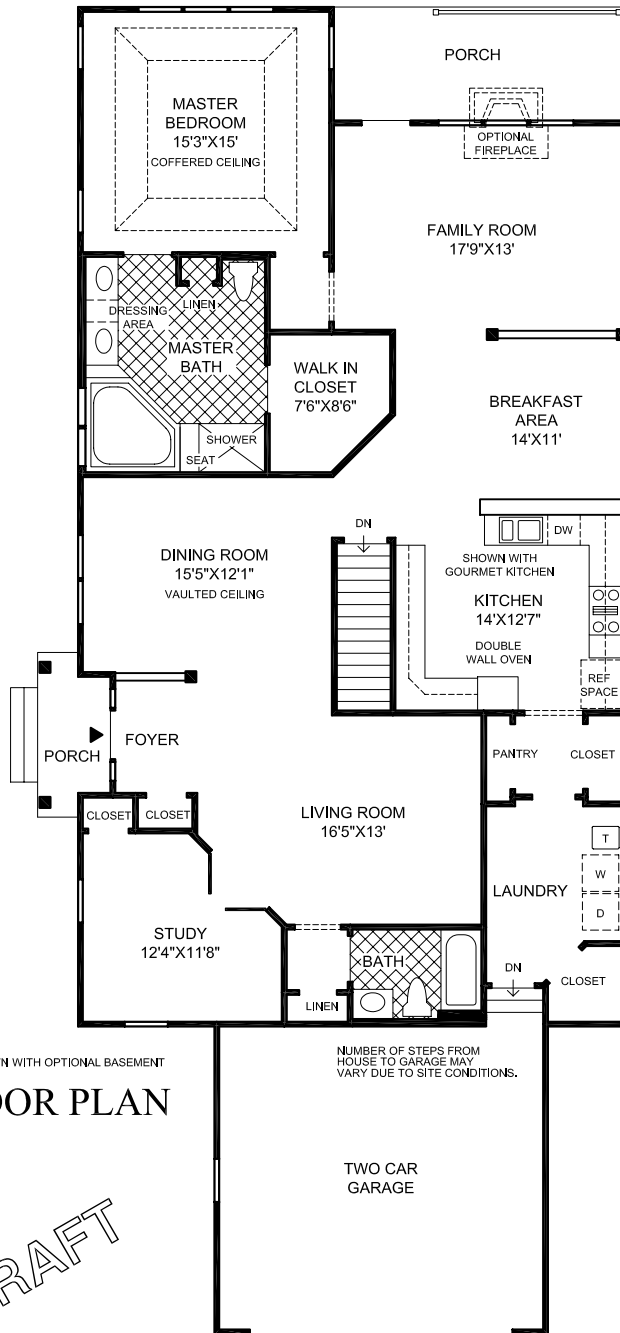 PORCH
MASTER
BEDROOM
15'3"X15'
COFFERED CEILING
OPTIONAL
FIREPLACE
FAMILY ROOM
17'9"X13'
DRESSING
AREA
LINEN
MASTER
BATH
WALK IN
CLOSET
7'6"X8'6"
BREAKFAST
AREA
14'X11'
SHOWER
SEAT
DN
DW
DINING ROOM
15'5"X12'1"
VAULTED CEILING
SHOWN WITH
GOURMET KITCHEN
KITCHEN
14'X12'7"
DOUBLE
WALL OVEN
REF
SPACE
PORCH
FOYER
PANTRY
CLOSET
CLOSET
CLOSET
LIVING ROOM
16'5"X13'
T
W
D
LAUNDRY
STUDY
12'4"X11'8"
BATH
LINEN
DN
CLOSET
N WITH OPTIONAL BASEMENT
OOR PLAN
NUMBER OF STEPS FROM
HOUSE TO GARAGE MAY
VARY DUE TO SITE CONDITIONS.
TWO CAR
GARAGE
RAFT